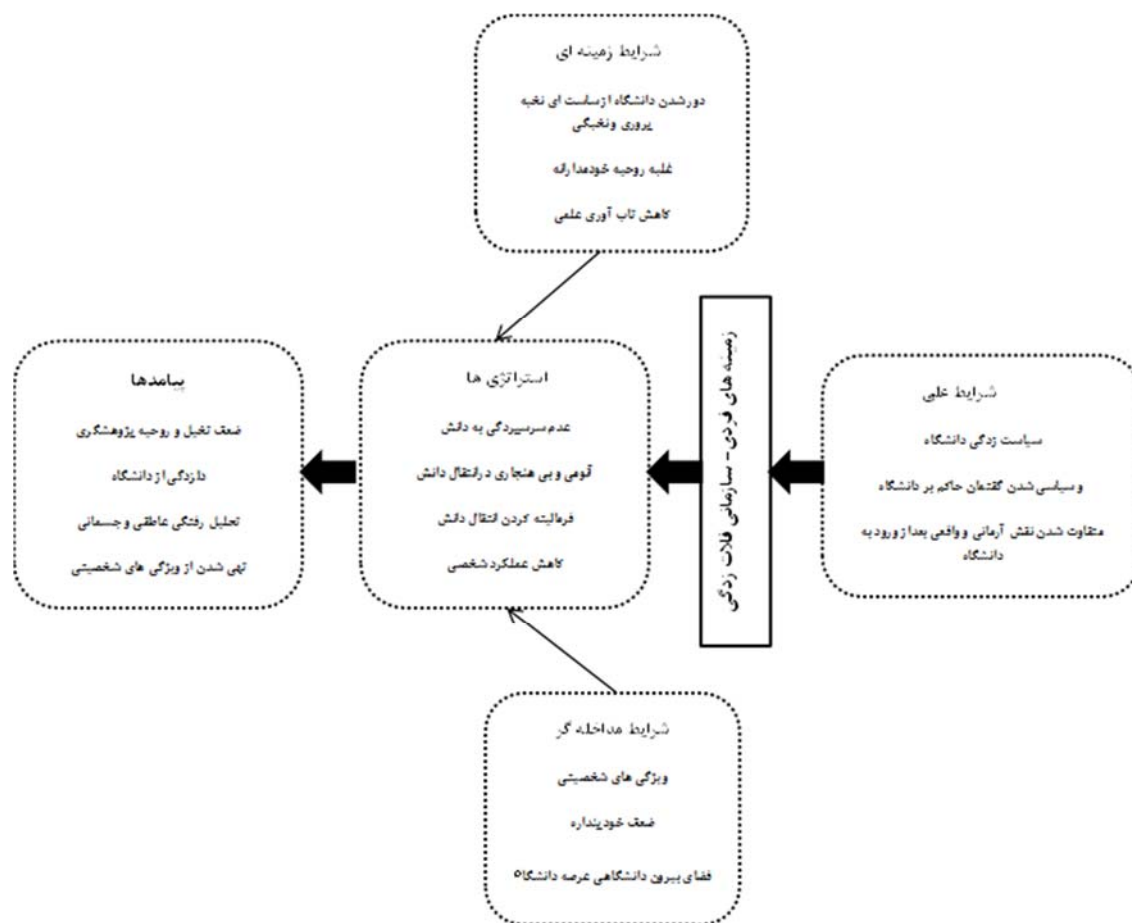 شرایط زمینه ای
دور شدن دانشگاه از ساست ای نخبه
پروری و نخبگی
غلبه روحیه خودمدارانه
کاهش تاب آوری علمی
شرایط علی
سیاست زدگی دانشگاه
و سیاسی شدن گفتمان حاکم بر دانشگاه
متفاوت شدن نقش آرمانی و واقعی بعد از ورود به
دانشگاه
زمینه های فردی- سازمانی فلات زدگی
استراتژی ها
عدم سرسپردگی به دانش
آنومی و بی هنجاری در انتقال دانش
فرمالیته کردن انتقال دانش
کاهش عملکرد شخصی
پیامدها
ضعف تخیل و روحیه پژوهشگری
دلزدگی از دانشگاه
تحلیل رفتگی عاطفی و جسمانی
تهی شدن از ویژگی های شخصیتی
شرایط مداخله گر
ویژگی های شخصیتی
ضعف خودپنداره
فضای بیرون دانشگاهی عرصه دانشگاه